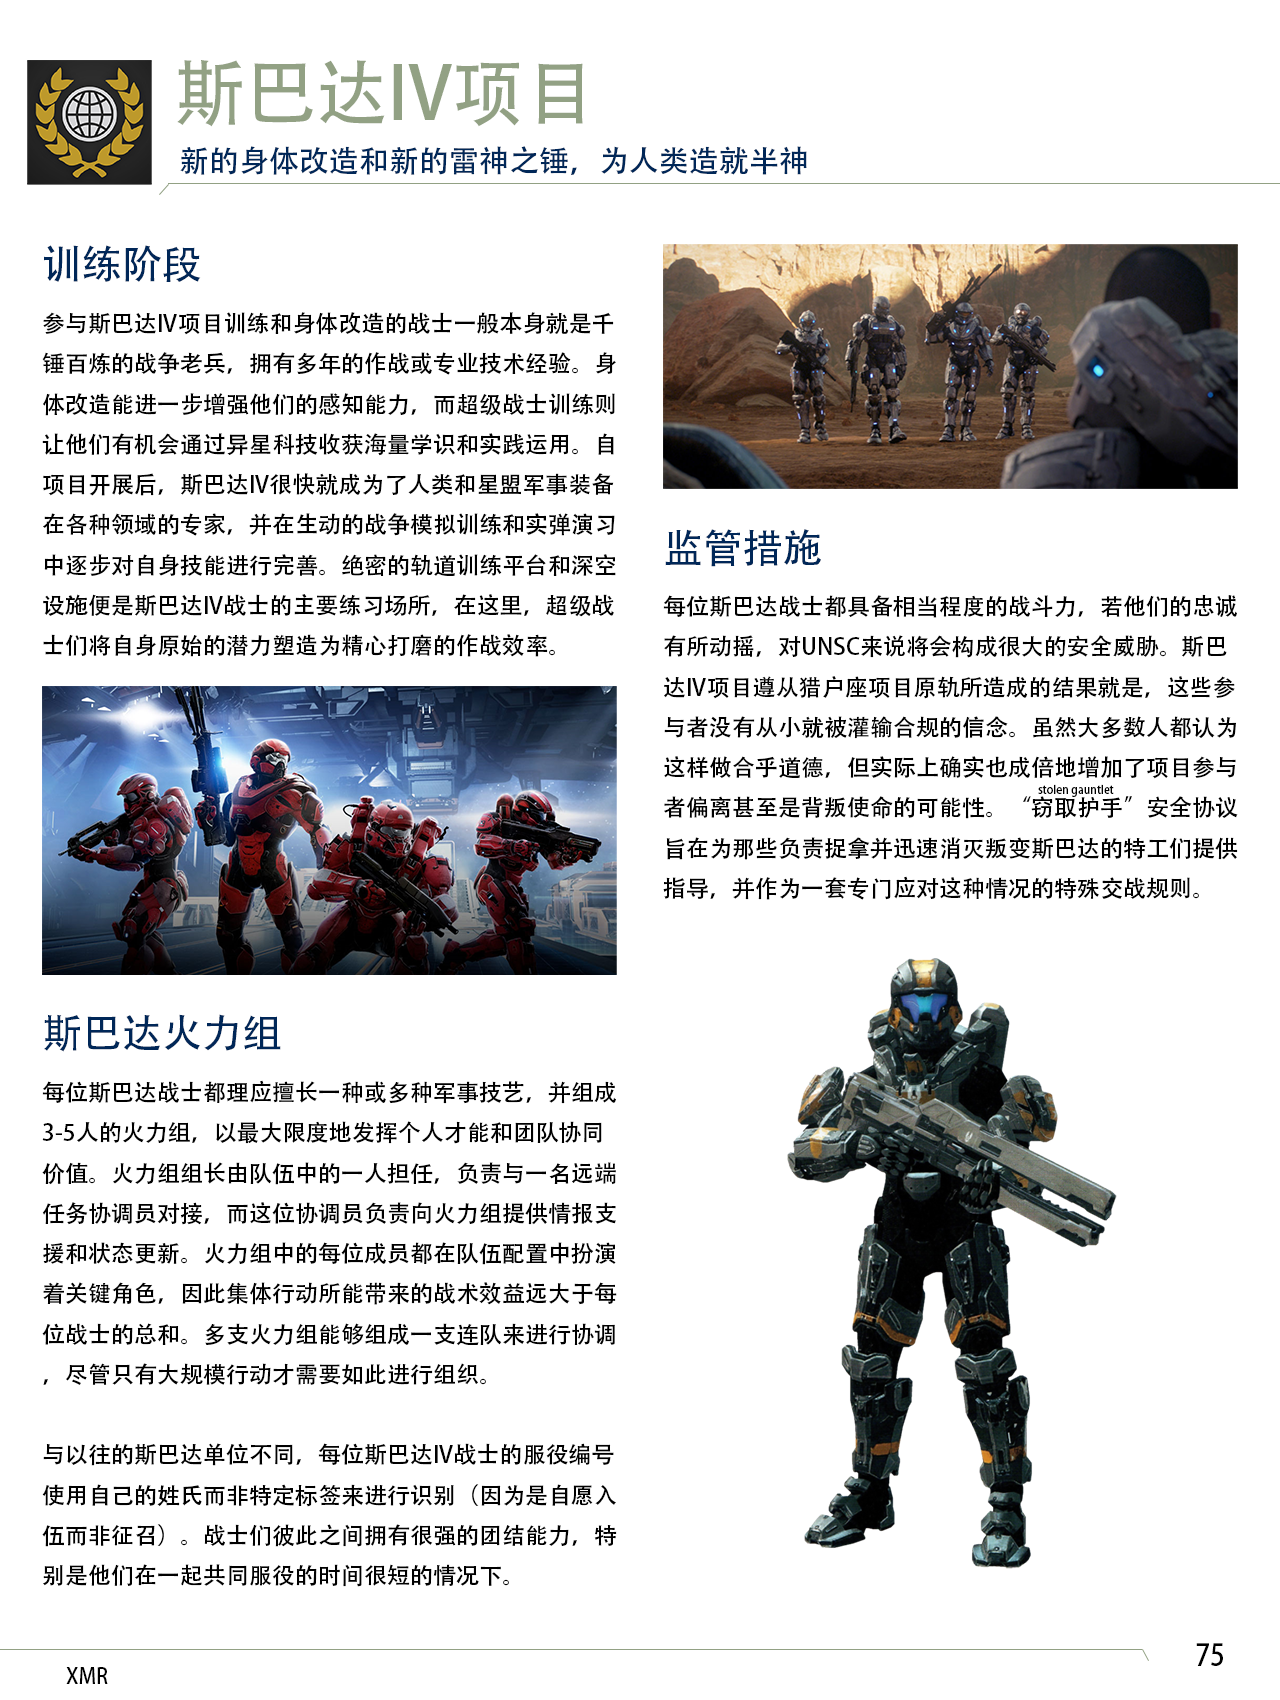 斯巴达IV项目
新的身体改造和新的雷神之锤，为人类造就半神
训练阶段
参与斯巴达IV项目训练和身体改造的战士一般本身就是千
锤百炼的战争老兵，拥有多年的作战或专业技术经验。身
体改造能进一步增强他们的感知能力，而超级战士训练则
让他们有机会通过异星科技收获海量学识和实践运用。自
项目开展后，斯巴达IV很快就成为了人类和星盟军事装备
在各种领域的专家，并在生动的战争模拟训练和实弹演习
中逐步对自身技能进行完善。绝密的轨道训练平台和深空
设施便是斯巴达IV战士的主要练习场所，在这里，超级战
士们将自身原始的潜力塑造为精心打磨的作战效率。
斯巴达火力组
每位斯巴达战士都理应擅长一种或多种军事技艺，并组成
3-5人的火力组，以最大限度地发挥个人才能和团队协同
价值。火力组组长由队伍中的一人担任，负责与一名远端
任务协调员对接，而这位协调员负责向火力组提供情报支
援和状态更新。火力组中的每位成员都在队伍配置中扮演
着关键角色，因此集体行动所能带来的战术效益远大于每
位战士的总和。多支火力组能够组成一支连队来进行协调
，尽管只有大规模行动才需要如此进行组织。
与以往的斯巴达单位不同，每位斯巴达IV战士的服役编号
使用自己的姓氏而非特定标签来进行识别（因为是自愿入
伍而非征召）。战士们彼此之间拥有很强的团结能力，特
别是他们在一起共同服役的时间很短的情况下。
监管措施
每位斯巴达战士都具备相当程度的战斗力，若他们的忠诚
有所动摇，对UNSC来说将会构成很大的安全威胁。斯巴
达IV项目遵从猎户座项目原轨所造成的结果就是，这些参
与者没有从小就被灌输合规的信念。虽然大多数人都认为
这样做合乎道德，但实际上确实也成倍地增加了项目参与
stolen gauntlet
者偏离甚至是背叛使命的可能性。“窃取护手”安全协议
旨在为那些负责捉拿并迅速消灭叛变斯巴达的特工们提供
指导，并作为一套专门应对这种情况的特殊交战规则。
75
XMR